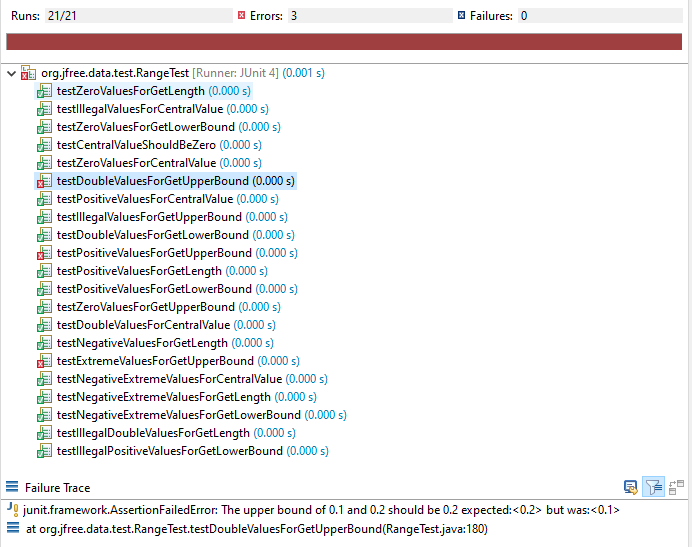 Runs: 21/21 Errors: 3 Failures: 0
org.jfree.data.test.RangeTest [Runner: JUnit 4] (0.001 s)
testZeroValuesForGetLength (0.000 s)
testIllegalValuesForCentralValue (0.000 s)
testZeroValuesForGetLowerBound (0.000 s)
testCentralValueShouldBeZero (0.000 s)
testZeroValuesForCentralValue (0.000 s)
testDoubleValuesForGetUpperBound (0.000 s)
testPositiveValuesForCentralValue (0.000 s)
testIllegalValuesForGetUpperBound (0.000 s)
testDoubleValuesForGetLowerBound (0.000 s)
testPositiveValuesForGetUpperBound (0.000 s)
testPositiveValuesForGetLength (0.000 s)
testPositiveValuesForGetLowerBound (0.000 s)
testZeroValuesForGetUpperBound (0.000 s)
testDoubleValuesForCentralValue (0.000 s)
testNegativeValuesForGetLength (0.000 s)
testExtremeValuesForGetUpperBound (0.000 s)
testNegativeExtremeValuesForCentralValue (0.000 s)
testNegativeExtremeValuesForGetLength (0.000 s)
testNegativeExtremeValuesForGetLowerBound (0.000 s)
testIllegalDoubleValuesForGetLength (0.000 s)
testIllegalPositiveValuesForGetLowerBound (0.000 s)
Failure Trace
junit.framework.AssertionFailedError: The upper bound of 0.1 and 0.2 should be 0.2 expected:<0.2> but was:<0.1>
at org.jfree.data.test.RangeTest.testDoubleValuesForGetUpperBound(RangeTest.java:180)